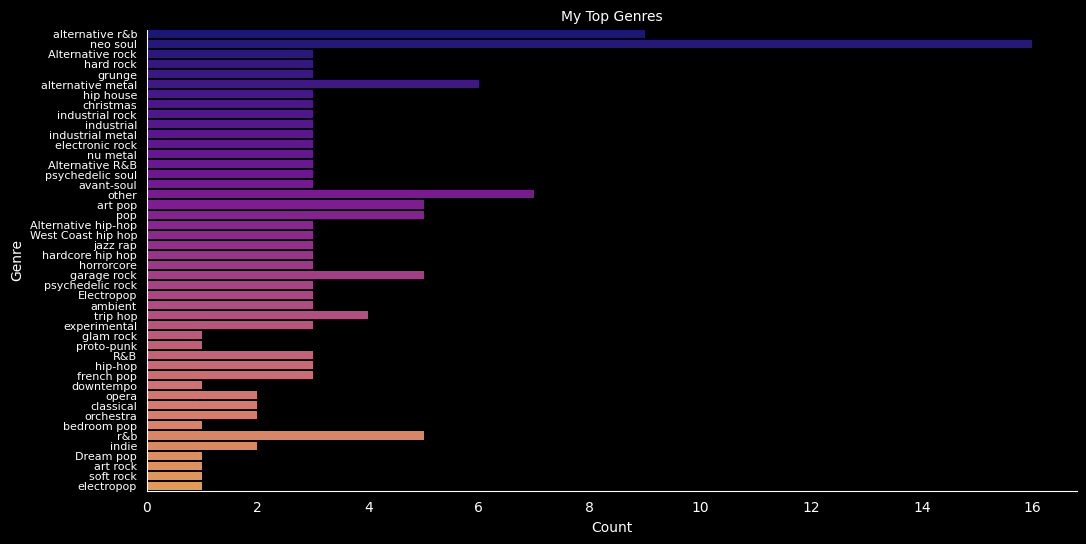 My Top Genres
Genre
alternative r&b
neo soul
Alternative rock
hard rock
grunge
alternative metal
hip house
christmas
industrial rock
industrial
industrial metal
electronic rock
nu metal
Alternative R&B
psychedelic soul
avant-soul
other
art pop
pop
Alternative hip-hop
West Coast hip hop
jazz rap
hardcore hip hop
horrorcore
garage rock
psychedelic rock
Electropop
ambient
trip hop
experimental
glam rock
proto-punk
R&B
hip-hop
french pop
downtempo
opera
classical
orchestra
bedroom pop
r&b
indie
Dream pop
art rock
soft rock
electropop
0 2 4 6 8 10 12 14 16
Count